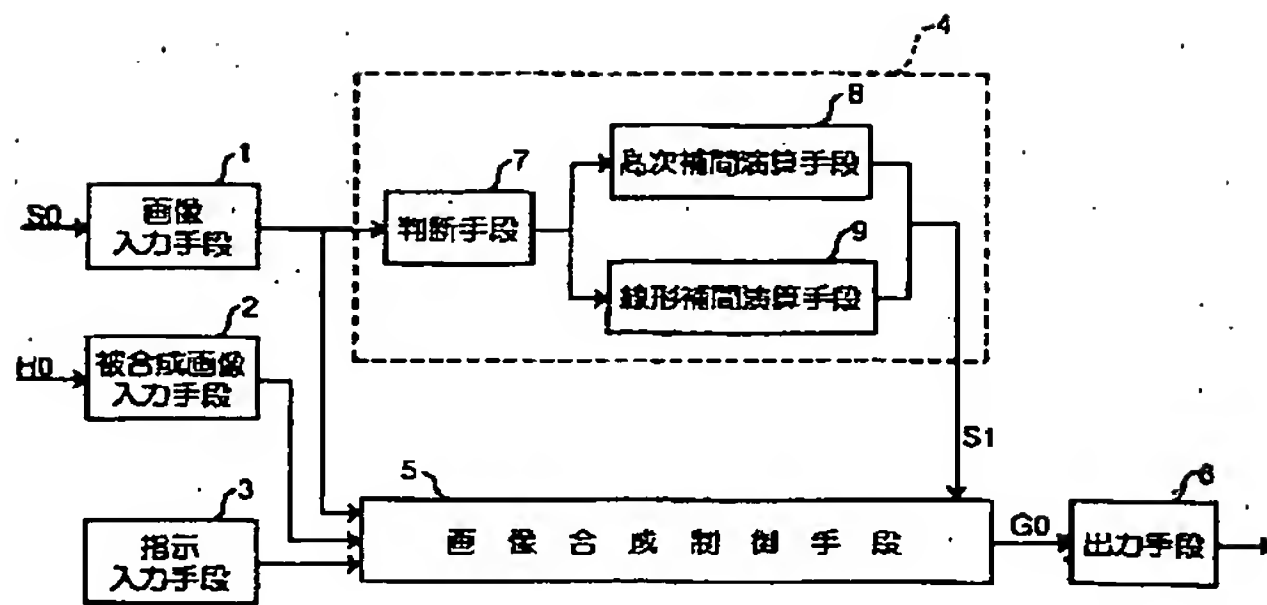 4
8
高次補間演算手段
1
7
S0
画像
入力手段
判断手段
9
線形補間演算手段
2
H0
被合成画像
入力手段
S1
5
3
6
指示
入力手段
画像合成制御手段
G0
出力手段